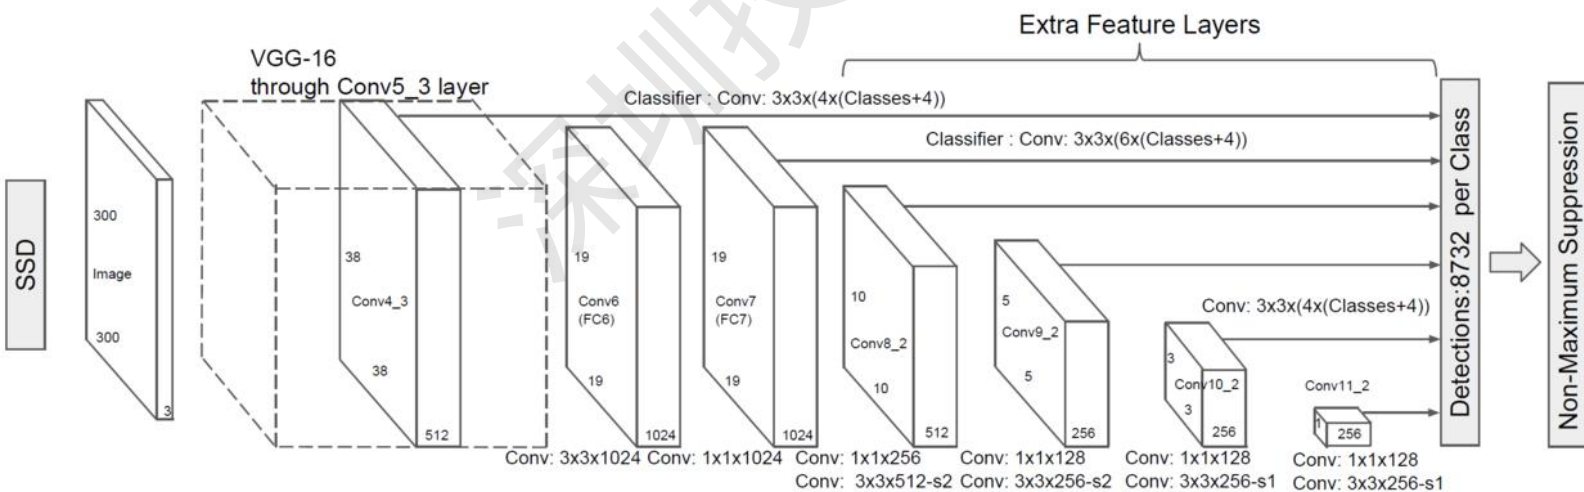 Extra Feature Layers
VGG-16
through Conv5_3 layer
Classifier : Conv: 3x3x(4x(Classes+4))
Classifier : Conv: 3x3x(6x(Classes+4))
SSD
300
Image
300
3
38
Conv4_3
38
512
19
Conv6
(FC6)
19
1024
19
Conv7
(FC7)
19
1024
10
Conv8_2
10
512
5
Conv9_2
5
256
Conv: 3x3x(4x(Classes+4))
3
Conv10_2
3
256
Conv11_2
1
256
Detections:8732 per Class
Non-Maximum Suppression
Conv: 3x3x1024
Conv: 1x1x1024
Conv: 1x1x256
Conv: 3x3x512-s2
Conv: 1x1x128
Conv: 3x3x256-s2
Conv: 1x1x128
Conv: 3x3x256-s1
Conv: 1x1x128
Conv: 3x3x256-s1
深圳技